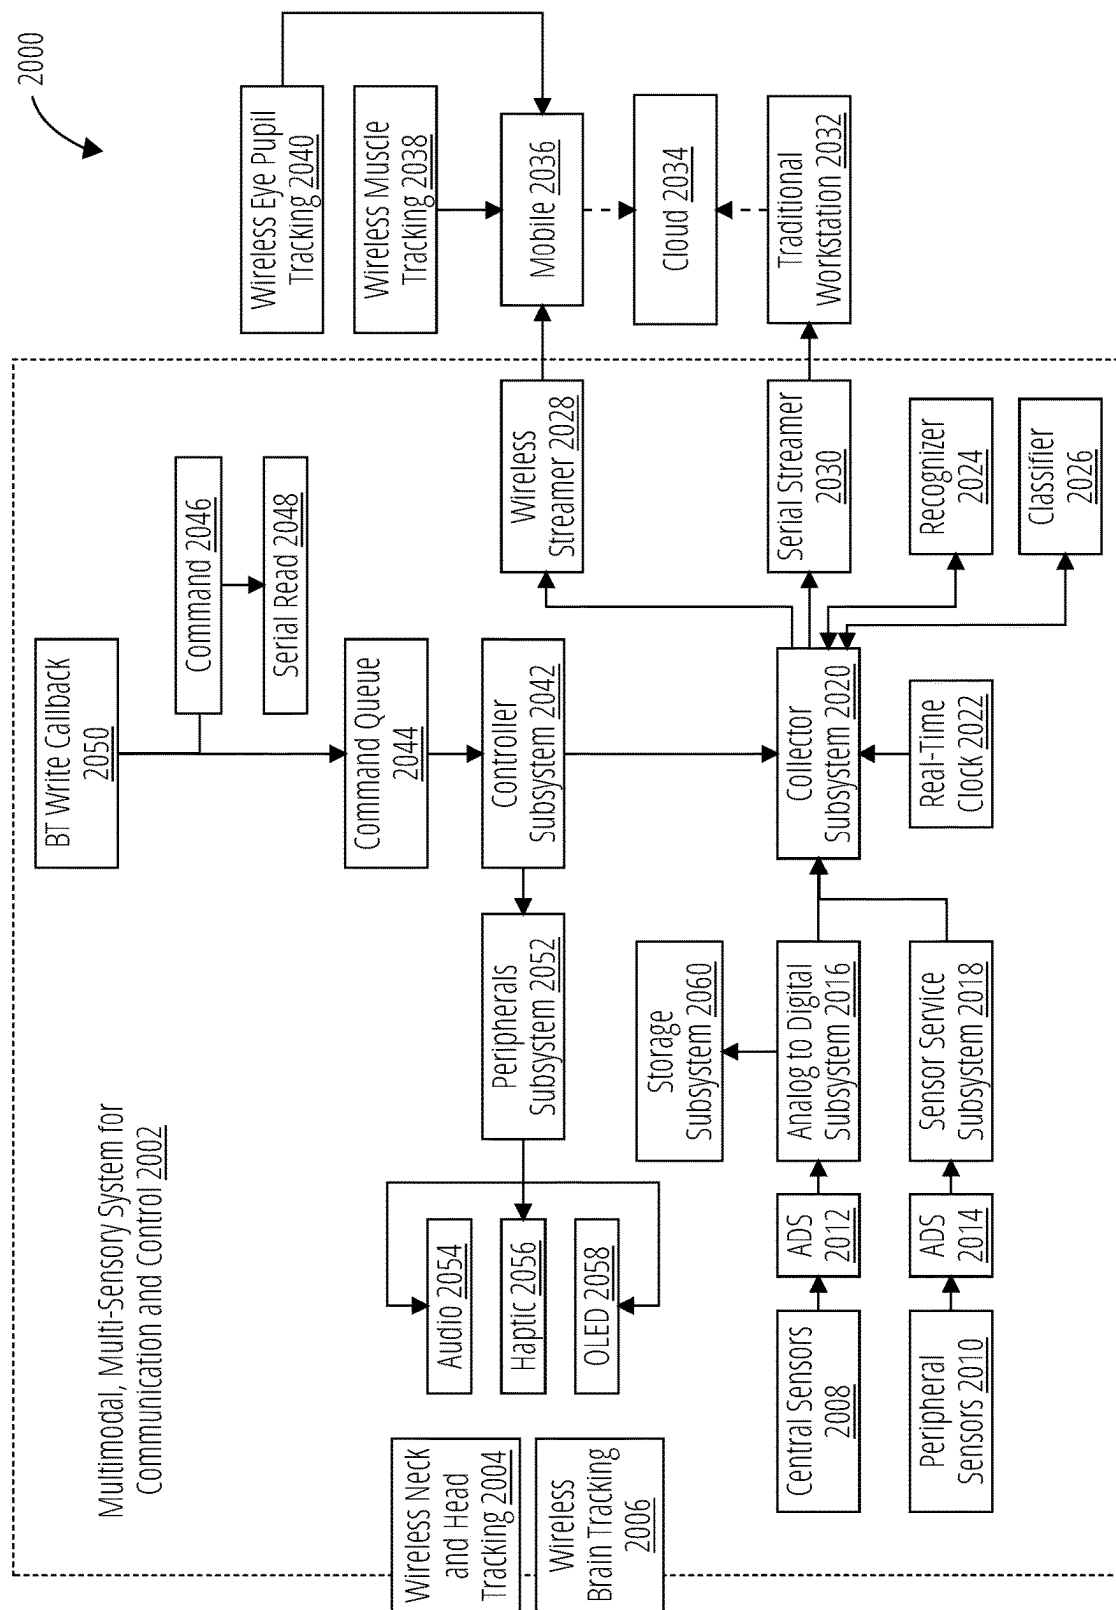 2000
Multimodal, Multi-Sensory System for
Communication and Control 2002
Wireless Neck
and Head
Tracking 2004
Wireless
Brain Tracking
2006
BT Write Callback
2050
Command 2046
Serial Read 2048
Command Queue
2044
Controller
Subsystem 2042
Peripherals
Subsystem 2052
Audio 2054
Haptic 2056
OLED 2058
Storage
Subsystem 2060
Central Sensors
2008
ADS
2012
Analog to Digital
Subsystem 2016
Peripheral
Sensors 2010
ADS
2014
Sensor Service
Subsystem 2018
Collector
Subsystem 2020
Real-Time
Clock 2022
Recognizer
2024
Classifier
2026
Wireless
Streamer 2028
Serial Streamer
2030
Wireless Eye Pupil
Tracking 2040
Wireless Muscle
Tracking 2038
Mobile 2036
Cloud 2034
Traditional
Workstation 2032